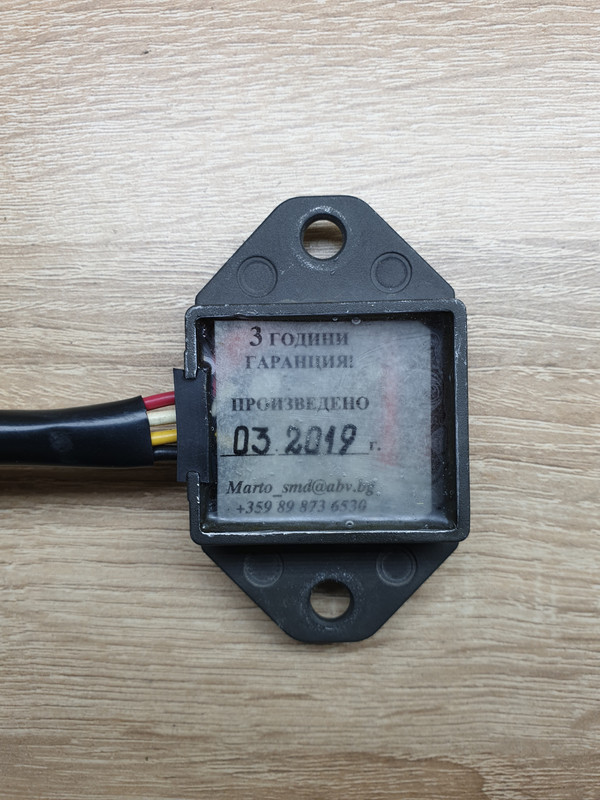 3 ГОДИНИ
ГАРАНЦИЯ!
ПРОИЗВЕДЕНО
03.2019 г.
Marto_smd@abv.bg
+359 89 873 6530